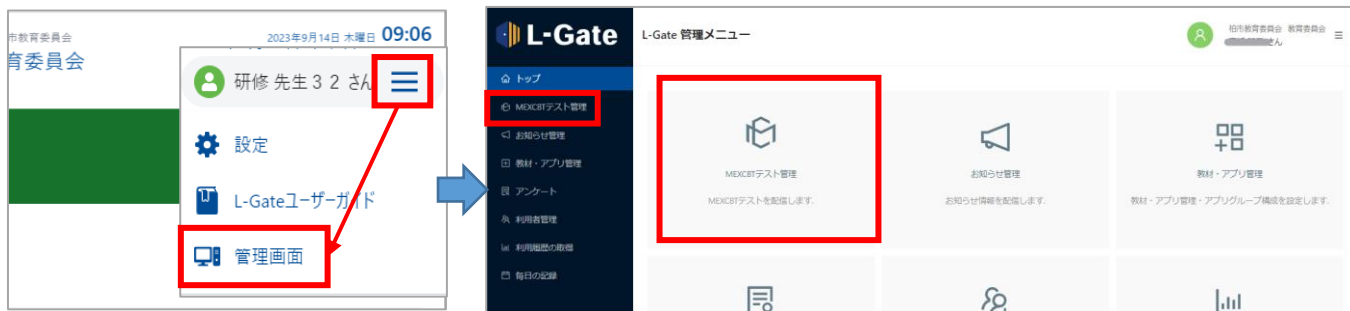 市教育委員会
育委員会
2023年9月14日 木曜日 09:06
研修 先生３２ さん
設定
L-Gateユーザーガイド
管理画面
L-Gate
L-Gate 管理メニュー
柏市教育委員会 教育委員会
さん
トップ
MEXCBTテスト管理
お知らせ管理
教材・アプリ管理
アンケート
利用者管理
利用履歴の取得
毎日の記録
MEXCBTテスト管理
MEXCBTテストを配信します.
お知らせ管理
お知らせ情報を配信します.
教材・アプリ管理
教材・アプリ管理・アプリグループ構成を設定します.